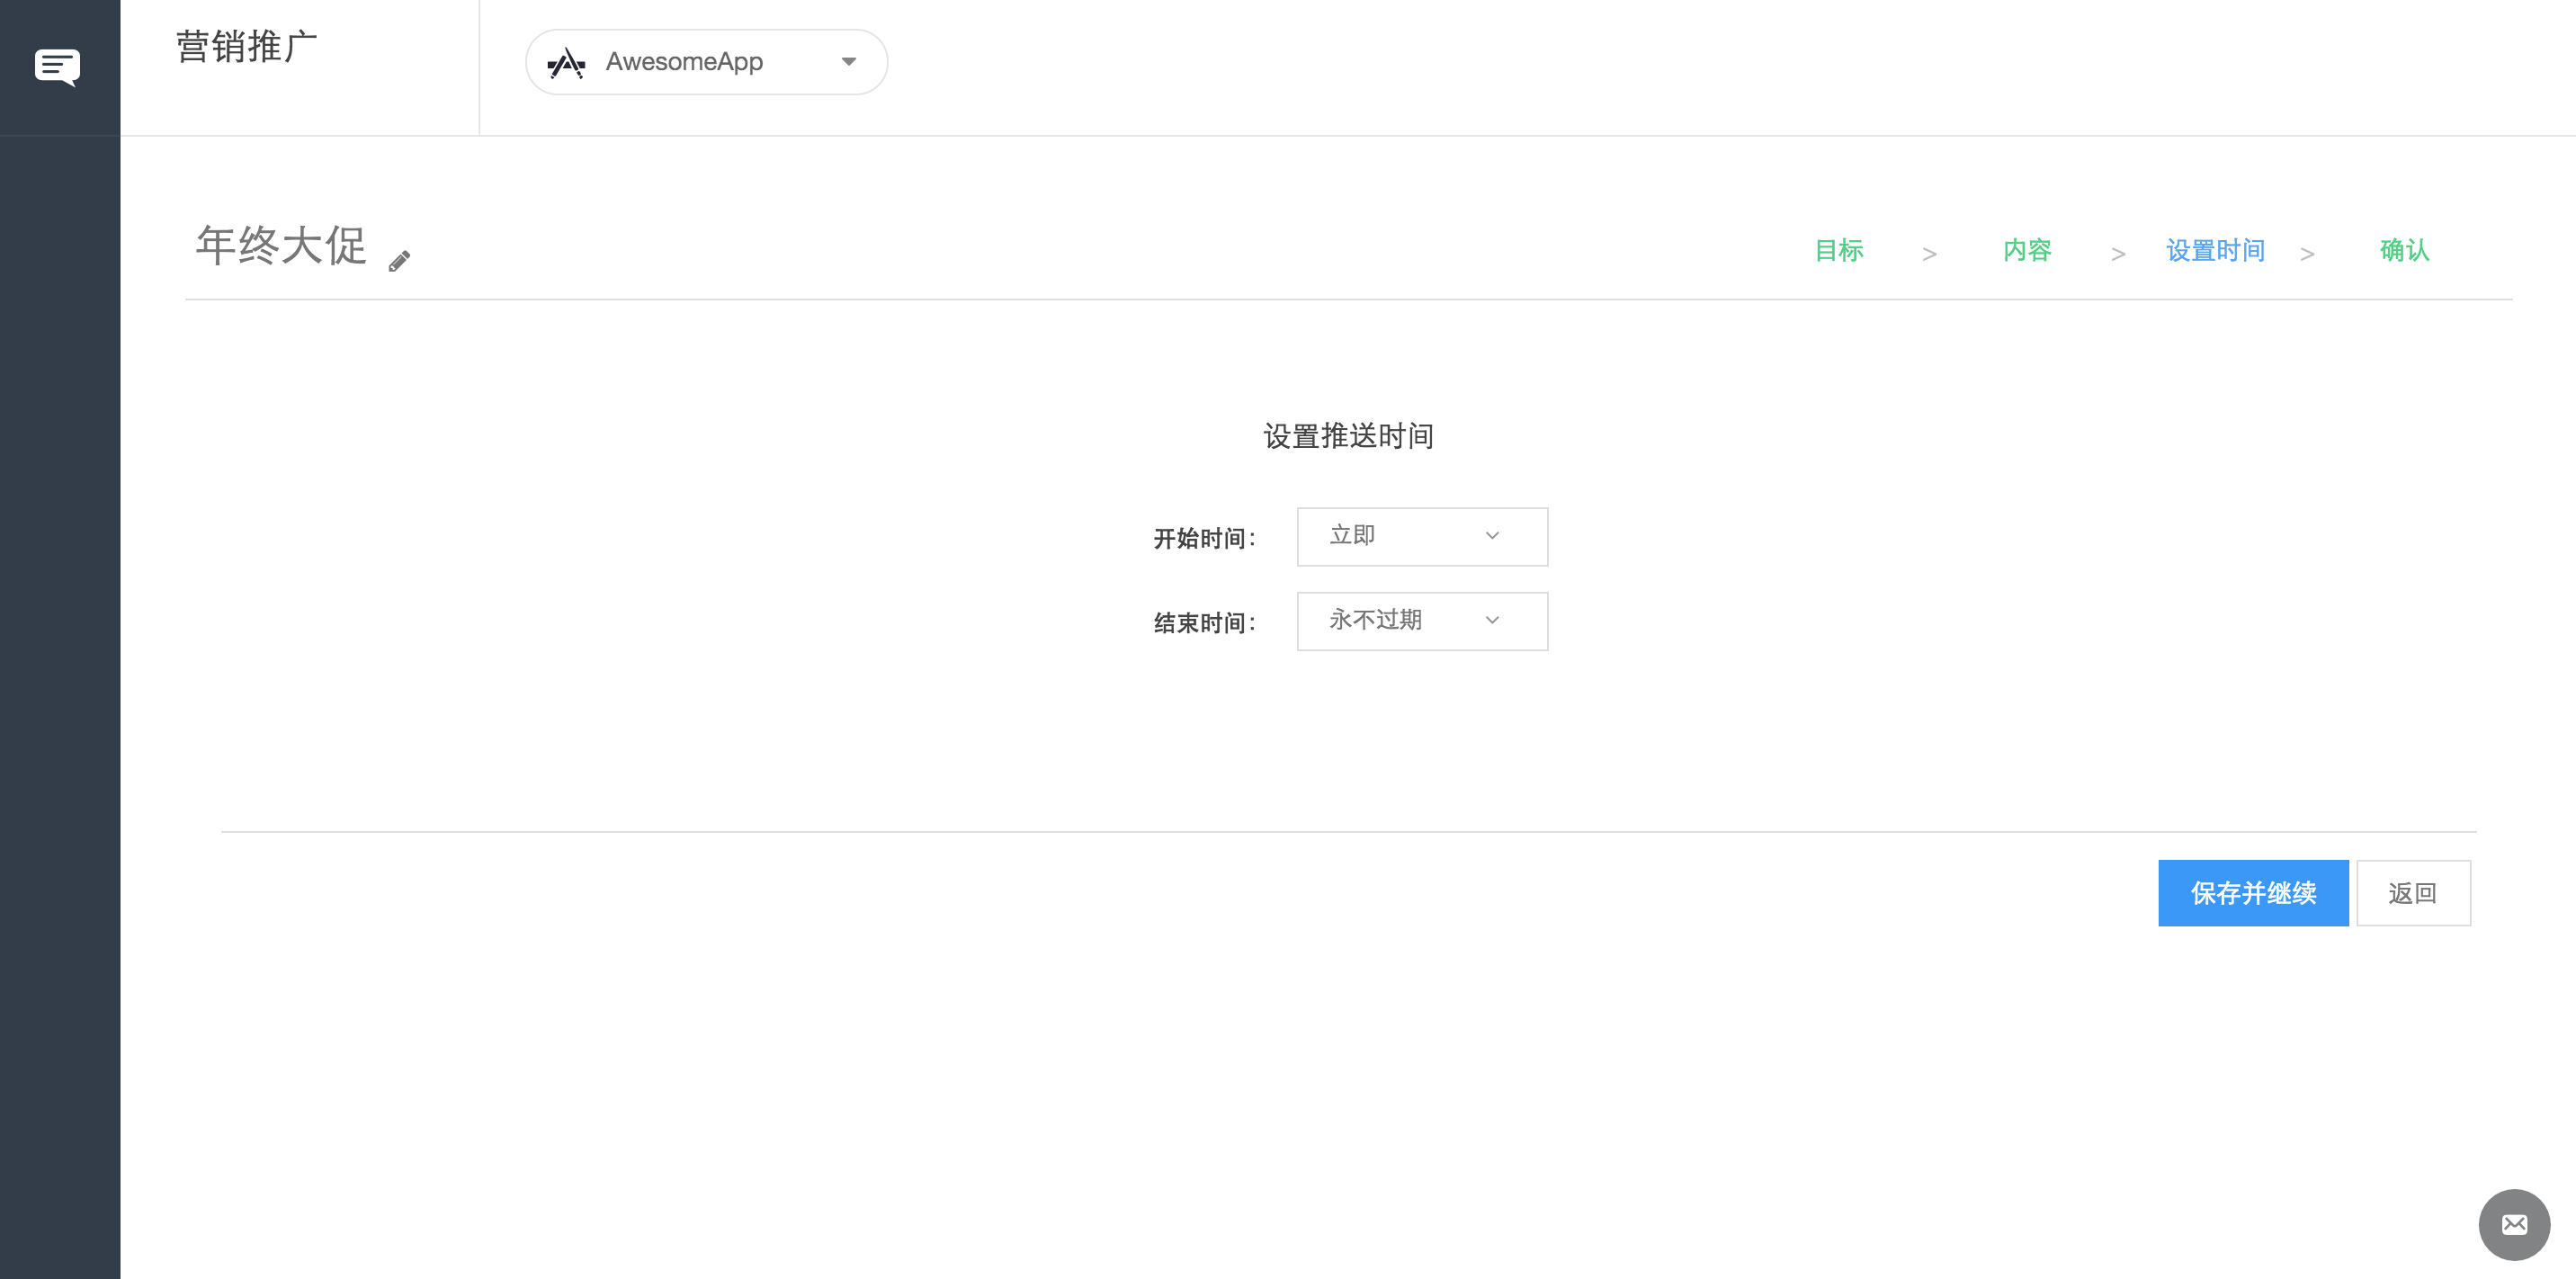 营销推广
AwesomeApp
年终大促
目标 > 内容 > 设置时间 > 确认
设置推送时间
开始时间: 立即
结束时间: 永不过期
保存并继续 返回